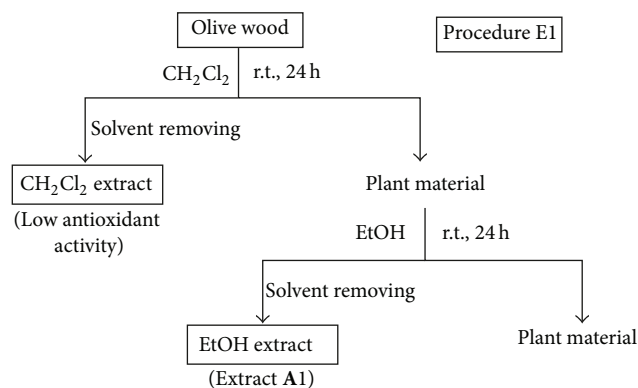 Olive wood
Procedure E1
CH₂Cl₂ r.t., 24 h
Solvent removing
CH₂Cl₂ extract
Plant material
(Low antioxidant
activity)
EtOH r.t., 24 h
Solvent removing
EtOH extract
Plant material
(Extract A1)